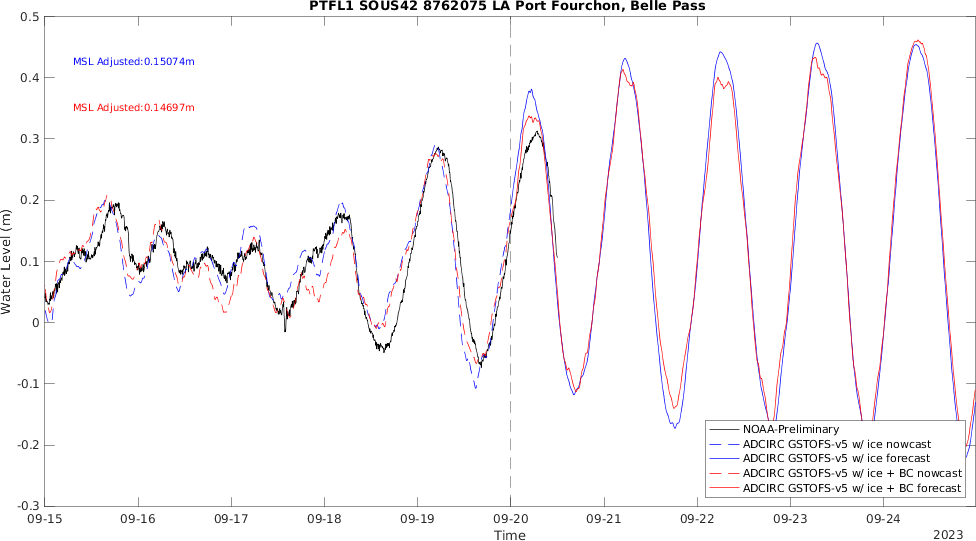 PTFL1 SOUS42 8762075 LA Port Fourchon, Belle Pass
0.5
0.4
0.3
0.2
0.1
0
-0.1
-0.2
-0.3
Water Level (m)
MSL Adjusted:0.15074m
MSL Adjusted:0.14697m
NOAA-Preliminary
ADCIRC GSTOFS-v5 w/ ice nowcast
ADCIRC GSTOFS-v5 w/ ice forecast
ADCIRC GSTOFS-v5 w/ ice + BC nowcast
ADCIRC GSTOFS-v5 w/ ice + BC forecast
09-15 09-16 09-17 09-18 09-19 09-20 09-21 09-22 09-23 09-24
Time
2023